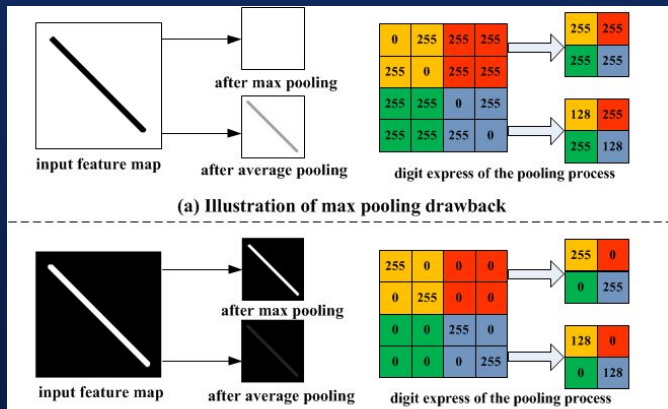 after max pooling
input feature map
after average pooling
0 255 255 255
255 0 255 255
255 255 0 255
255 255 255 0
255 255
255 255
128 255
255 128
digit express of the pooling process
(a) Illustration of max pooling drawback
after max pooling
input feature map
after average pooling
255 0 0 0
0 255 0 0
0 0 255 0
0 0 0 255
255 0
0 255
128 0
0 128
digit express of the pooling process